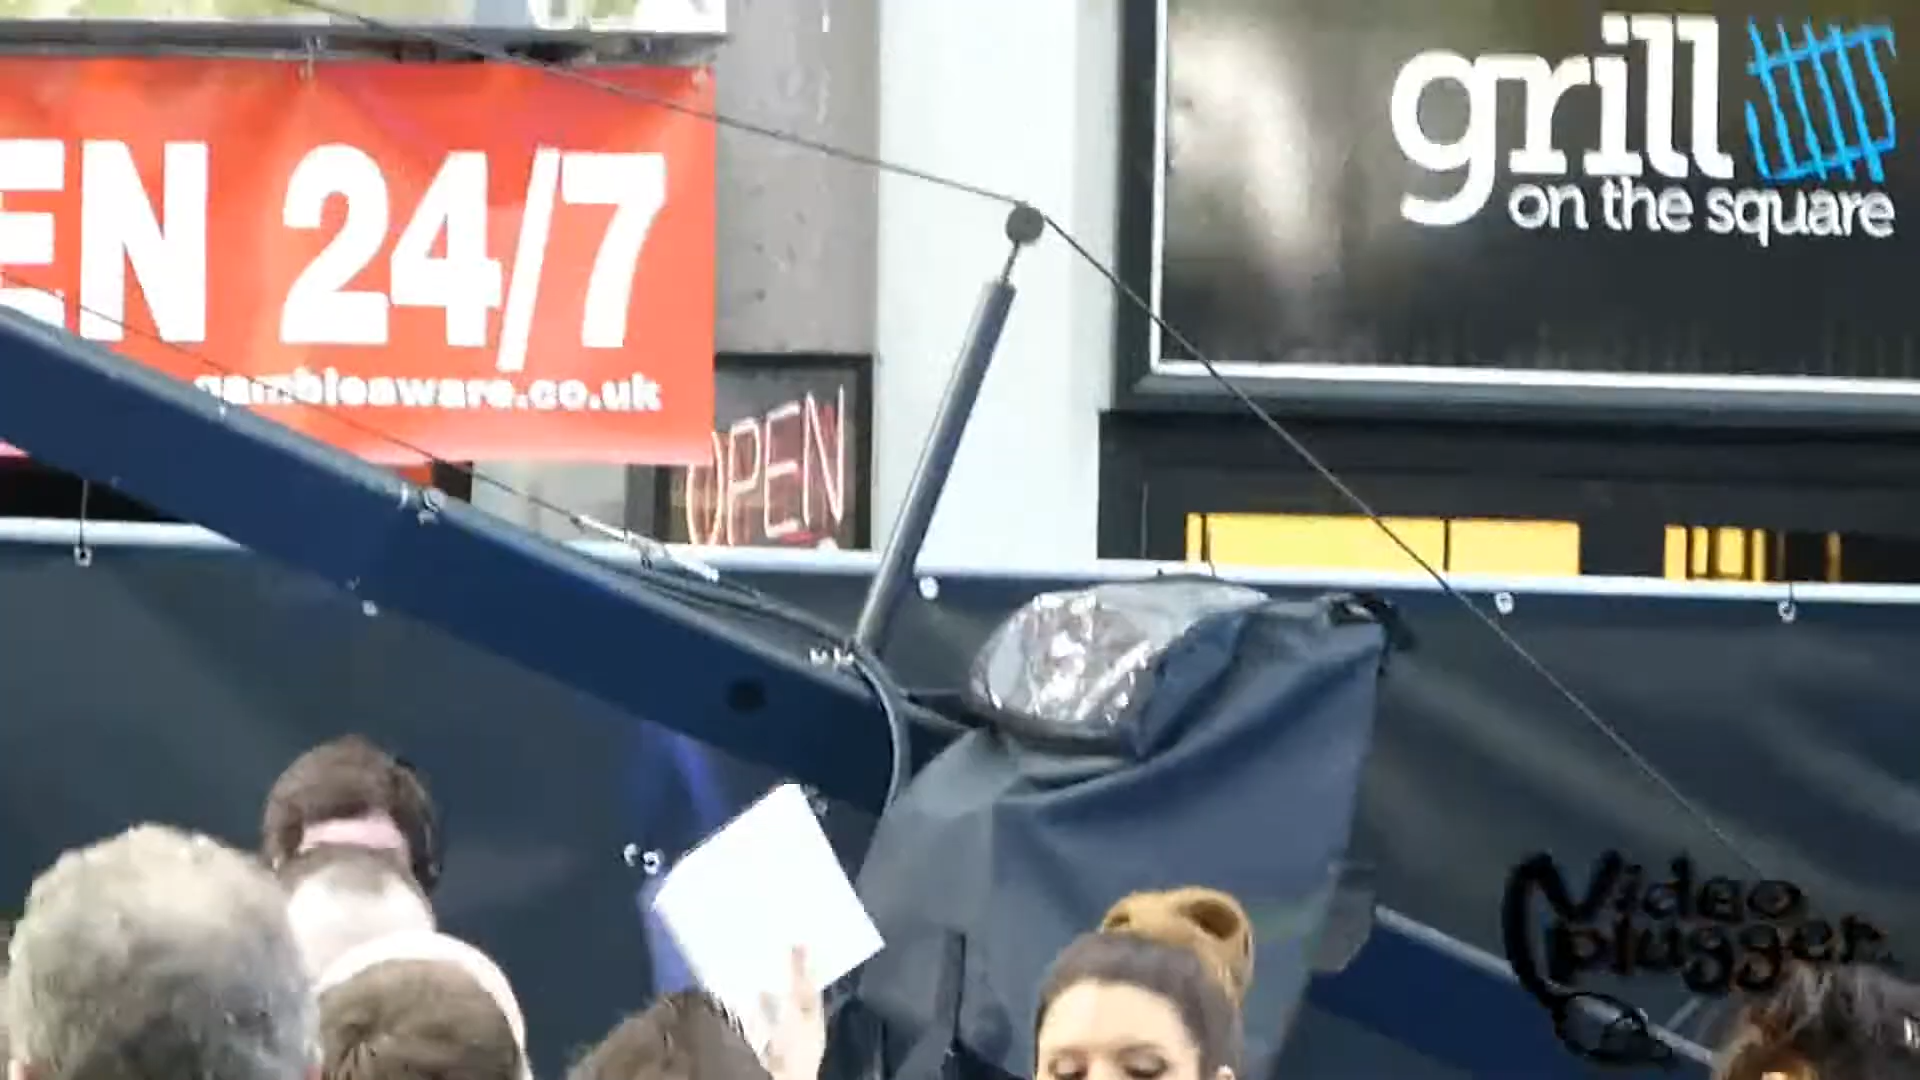 EN 24/7
gambleaware.co.uk
OPEN
grill
on the square
Video
plugger